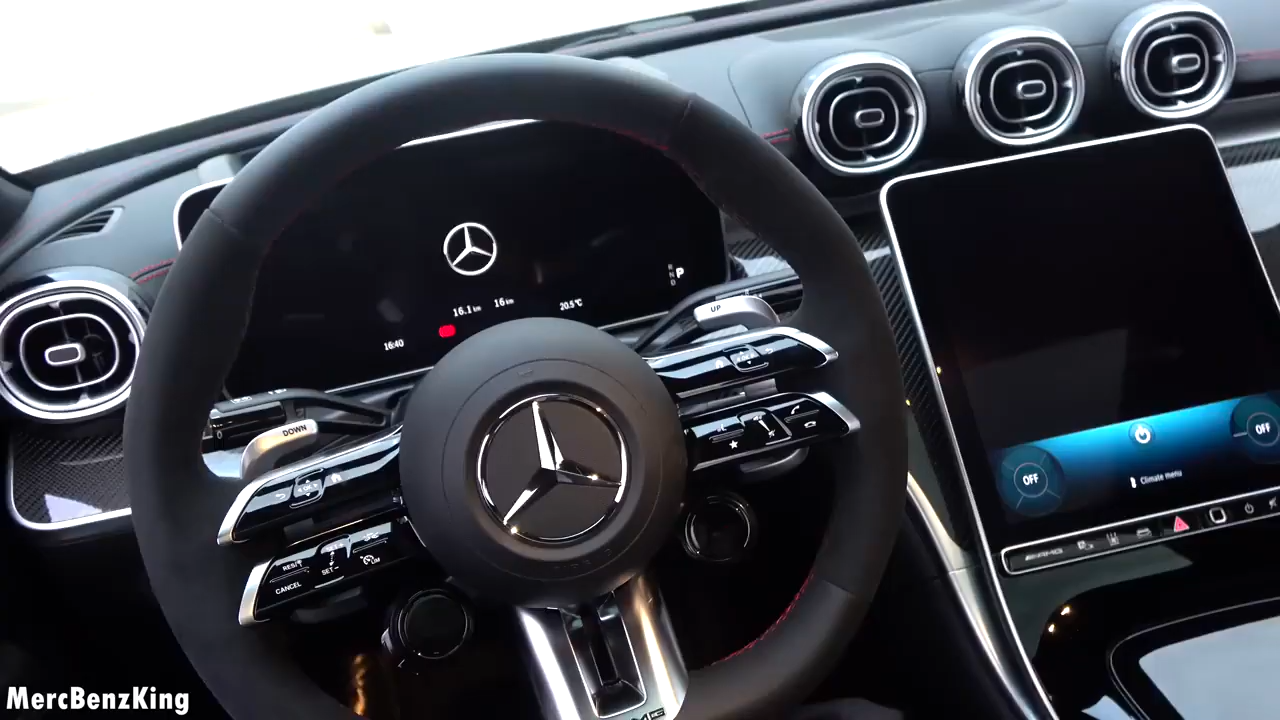 16.1 km
16 km
20.5°C
R
N
D
P
16:40
UP
DOWN
RES
SET-
CANCEL
LIM
OFF
OFF
Climate menu
AMG
MercBenzKing